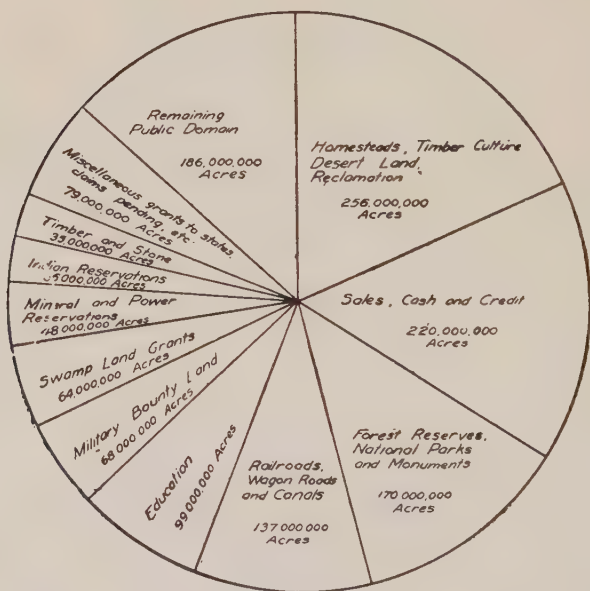 Remaining
Public Domain
186,000,000
Acres
Homesteads, Timber Culture
Desert Land,
Reclamation
256,000,000
Acres
Sales, Cash and Credit
220,000,000
Acres
Forest Reserves,
National Parks
and Monuments
170,000,000
Acres
Railroads,
Wagon Roads
and Canals
137,000,000
Acres
Education
99,000,000 Acres
Military Bounty Land
68,000,000 Acres
Swamp Land Grants
64,000,000 Acres
Mineral and Power
Reservations
48,000,000 Acres
Indian Reservations
Acres
Timber and Stone
35,000,000 Acres
Miscellaneous grants to states,
claims pending, etc.
79,000,000 Acres